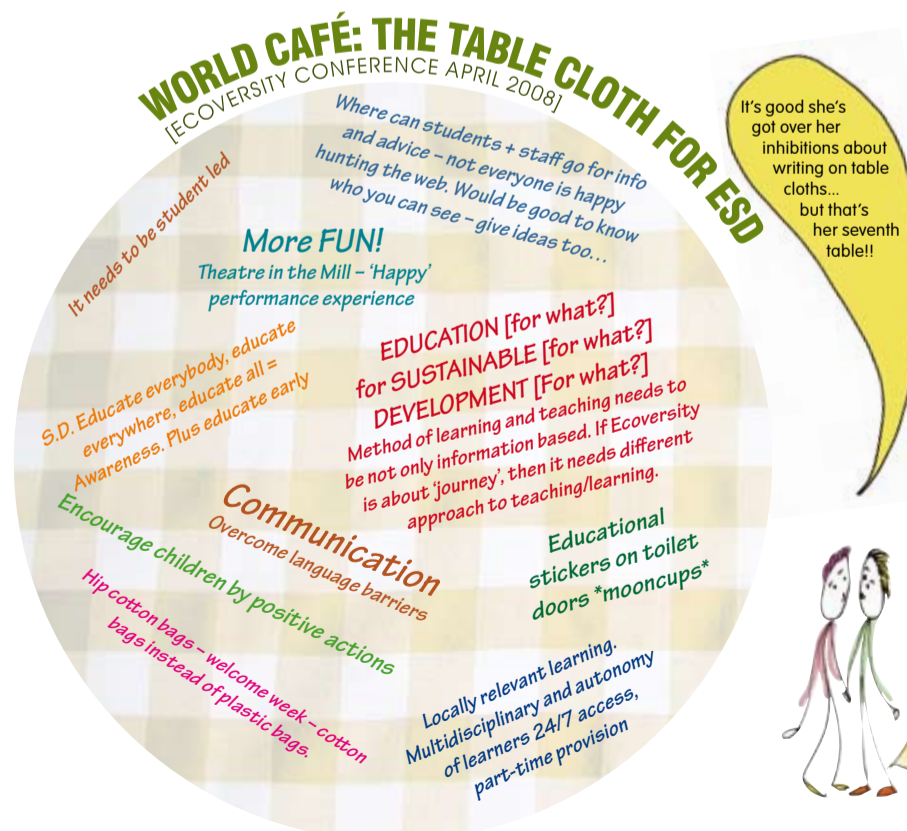 WORLD CAFÉ: THE TABLE CLOTH FOR ESD
[ECOVERSITY CONFERENCE APRIL 2008]
It's good she's
got over her
inhibitions about
writing on table
cloths...
but that's
her seventh
table!!
Where can students + staff go for info
and advice – not everyone is happy
hunting the web. Would be good to know
who you can see – give ideas too...
It needs to be student led
More FUN!
Theatre in the Mill – 'Happy'
performance experience
EDUCATION [for what?]
for SUSTAINABLE [for what?]
DEVELOPMENT [For what?]
Method of learning and teaching needs to
be not only information based. If Ecoversity
is about 'journey', then it needs different
approach to teaching/learning.
S.D. Educate everybody, educate
everywhere, educate all =
Awareness. Plus educate early
Communication
Overcome language barriers
Encourage children by positive actions
Educational
stickers on toilet
doors *mooncups*
Hip cotton bags – welcome week – cotton
bags instead of plastic bags.
Locally relevant learning.
Multidisciplinary and autonomy
of learners 24/7 access,
part-time provision